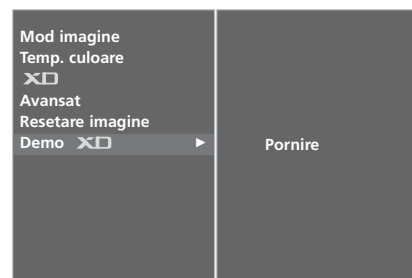 Mod imagine
Temp. culoare
XD
Avansat
Resetare imagine
Demo XD ►
Pornire